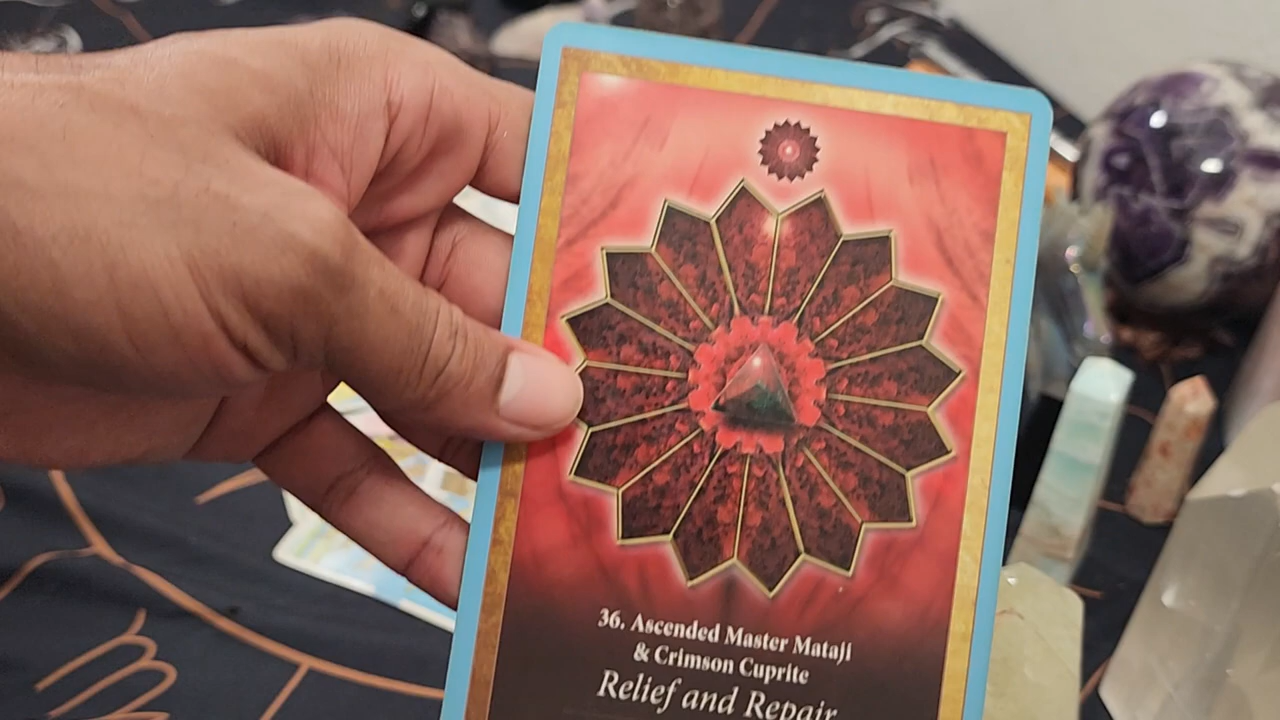 36. Ascended Master Mataji
& Crimson Cuprite
Relief and Repair